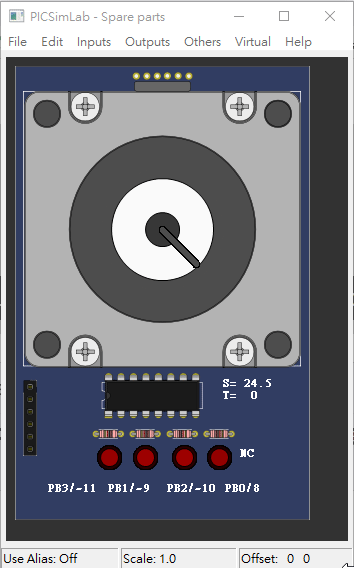 PICSimLab - Spare parts
File Edit Inputs Outputs Others Virtual Help
S= 24.5
T= 0
NC
PB3/~11 PB1/~9 PB2/~10 PB0/8
Use Alias: Off Scale: 1.0 Offset: 0 0